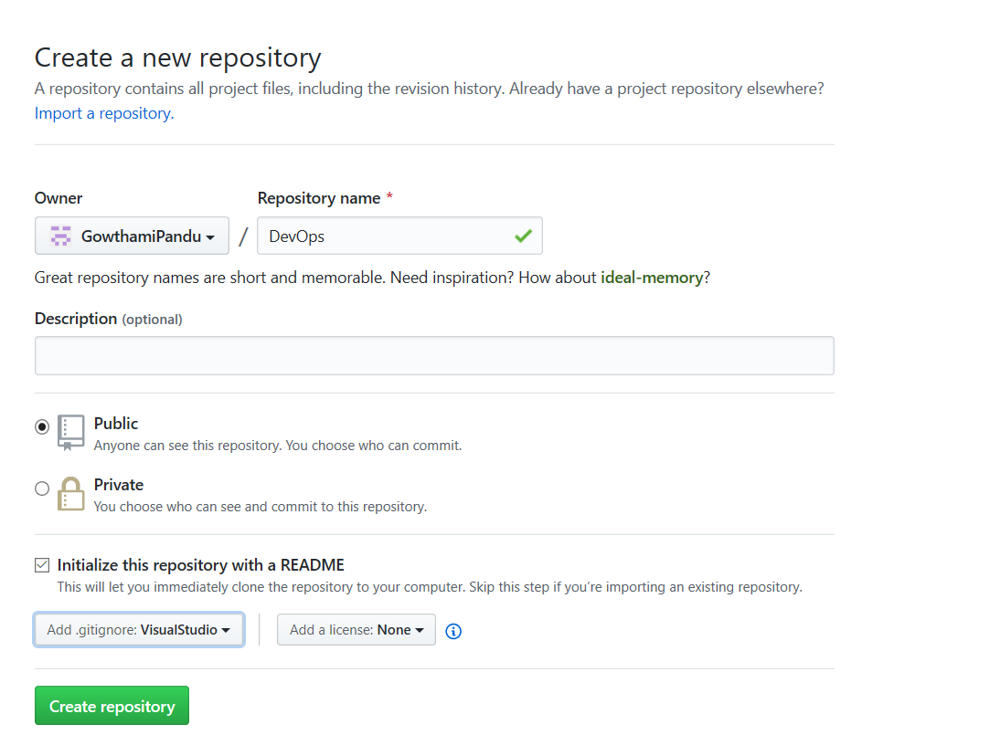 Create a new repository
A repository contains all project files, including the revision history. Already have a project repository elsewhere?
Import a repository.
Owner
Repository name *
GowthamiPandu
/
DevOps
Great repository names are short and memorable. Need inspiration? How about ideal-memory?
Description (optional)
Public
Anyone can see this repository. You choose who can commit.
Private
You choose who can see and commit to this repository.
Initialize this repository with a README
This will let you immediately clone the repository to your computer. Skip this step if you're importing an existing repository.
Add .gitignore: VisualStudio
Add a license: None
Create repository